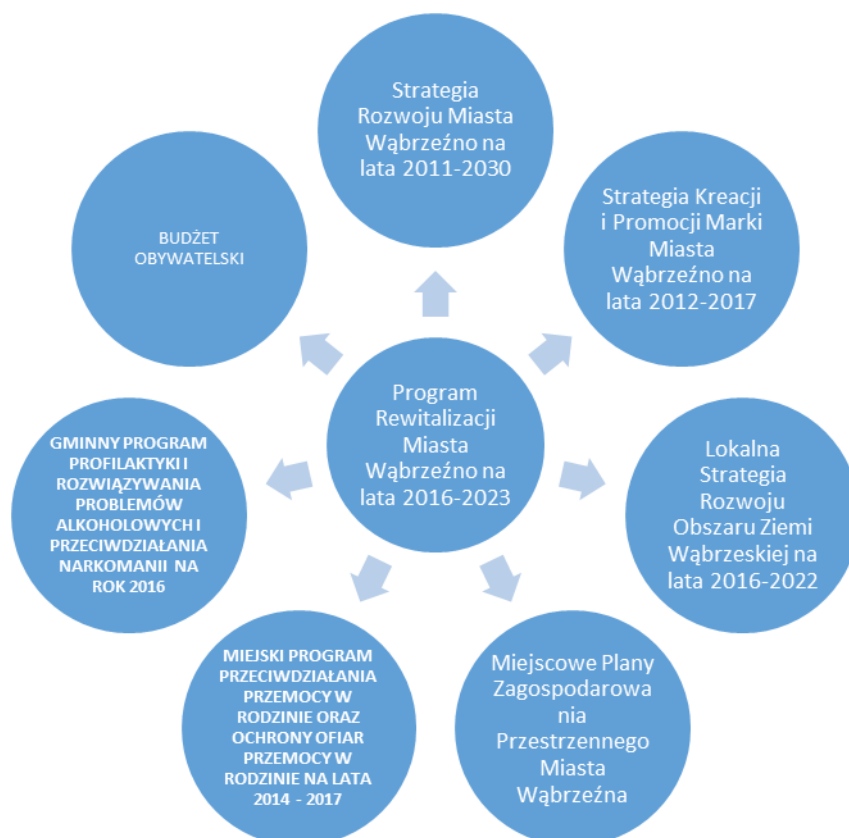 Strategia
Rozwoju Miasta
Wąbrzeźno na
lata 2011-2030
Strategia Kreacji
i Promocji Marki
Miasta
Wąbrzeźno na
lata 2012-2017
Lokalna
Strategia
Rozwoju
Obszaru Ziemi
Wąbrzeskiej na
lata 2016-2022
Miejscowe Plany
Zagospodarowa
nia
Przestrzennego
Miasta
Wąbrzeźna
MIEJSKI PROGRAM
PRZECIWDZIAŁANIA
PRZEMOCY W
RODZINIE ORAZ
OCHRONY OFIAR
PRZEMOCY W
RODZINIE NA LATA
2014 - 2017
GMINNY PROGRAM
PROFILAKTYKI I
ROZWIĄZYWANIA
PROBLEMÓW
ALKOHOLOWYCH I
PRZECIWDZIAŁANIA
NARKOMANII NA
ROK 2016
BUDŻET
OBYWATELSKI
Program
Rewitalizacji
Miasta
Wąbrzeźno na
lata 2016-2023